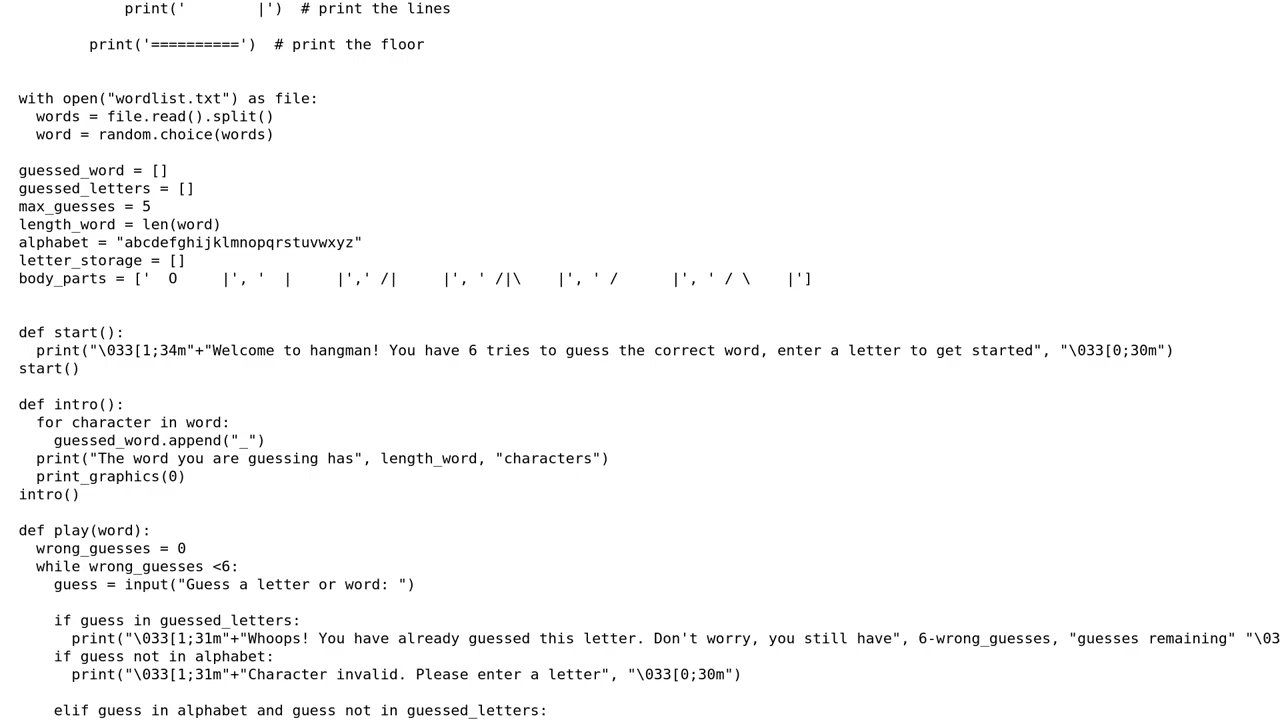 print('        |')  # print the lines

        print('==========')  # print the floor


with open("wordlist.txt") as file:
  words = file.read().split()
  word = random.choice(words)

guessed_word = []
guessed_letters = []
max_guesses = 5
length_word = len(word)
alphabet = "abcdefghijklmnopqrstuvwxyz"
letter_storage = []
body_parts = ['  O     |', '  |     |',' /|     |', ' /|\    |', ' /      |', ' / \    |']


def start():
  print("\033[1;34m"+"Welcome to hangman! You have 6 tries to guess the correct word, enter a letter to get started", "\033[0;30m")
start()

def intro():
  for character in word:
    guessed_word.append("_")
  print("The word you are guessing has", length_word, "characters")
  print_graphics(0)
intro()

def play(word):
  wrong_guesses = 0
  while wrong_guesses <6:
    guess = input("Guess a letter or word: ")

    if guess in guessed_letters:
      print("\033[1;31m"+"Whoops! You have already guessed this letter. Don't worry, you still have", 6-wrong_guesses, "guesses remaining" "\03
    if guess not in alphabet:
      print("\033[1;31m"+"Character invalid. Please enter a letter", "\033[0;30m")

    elif guess in alphabet and guess not in guessed_letters: